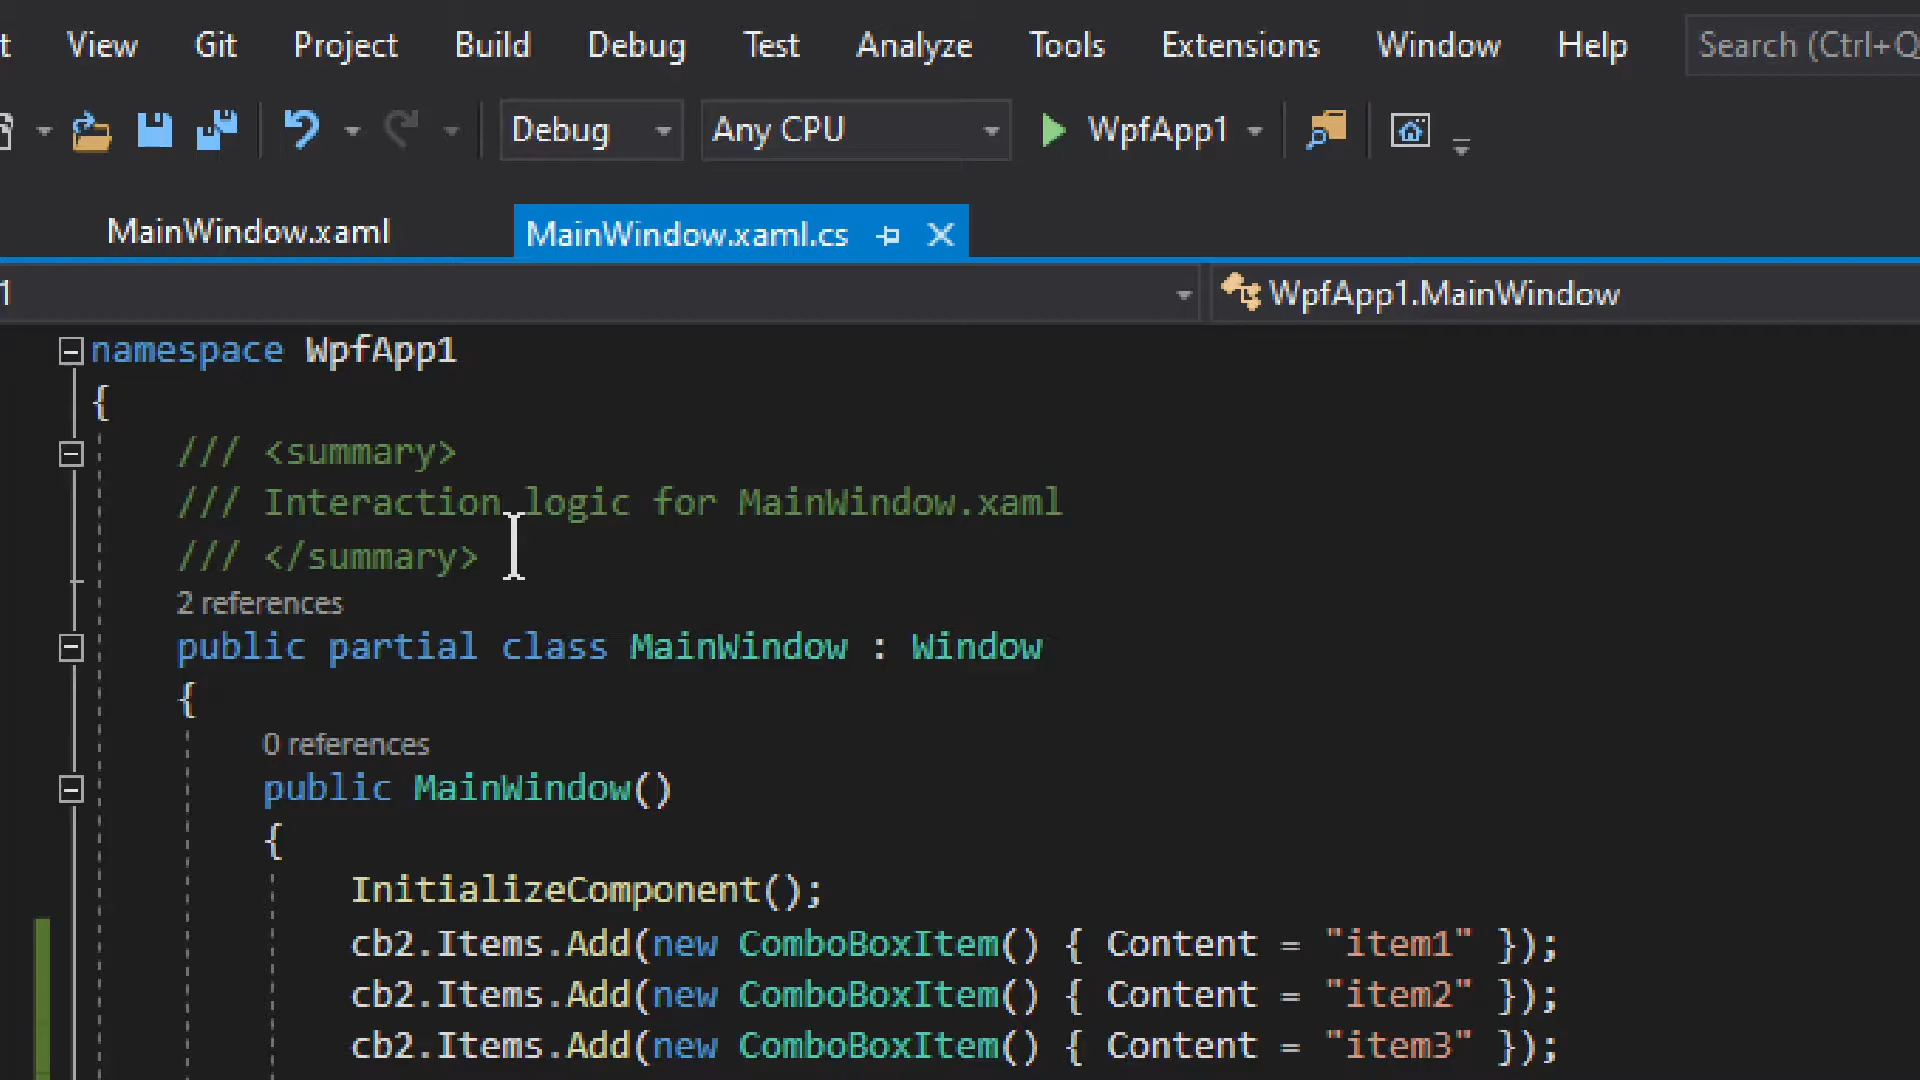 t View Git Project Build Debug Test Analyze Tools Extensions Window Help Search (Ctrl+Q
Debug Any CPU WpfApp1
MainWindow.xaml MainWindow.xaml.cs
1 WpfApp1.MainWindow
namespace WpfApp1
{
/// <summary>
/// Interaction logic for MainWindow.xaml
/// </summary>
2 references
public partial class MainWindow : Window
{
0 references
public MainWindow()
{
InitializeComponent();
cb2.Items.Add(new ComboBoxItem() { Content = "item1" });
cb2.Items.Add(new ComboBoxItem() { Content = "item2" });
cb2.Items.Add(new ComboBoxItem() { Content = "item3" });